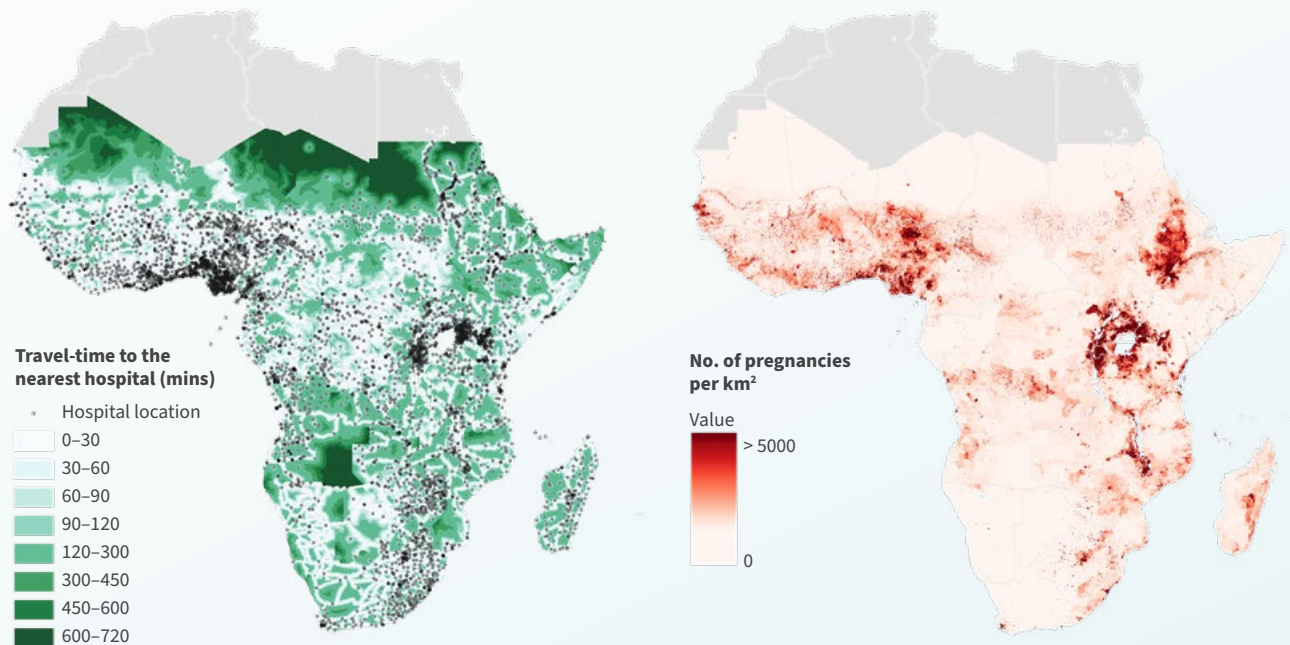 Travel-time to the
nearest hospital (mins)
Hospital location
0–30
30–60
60–90
90–120
120–300
300–450
450–600
600–720
No. of pregnancies
per km²
Value
> 5000
0